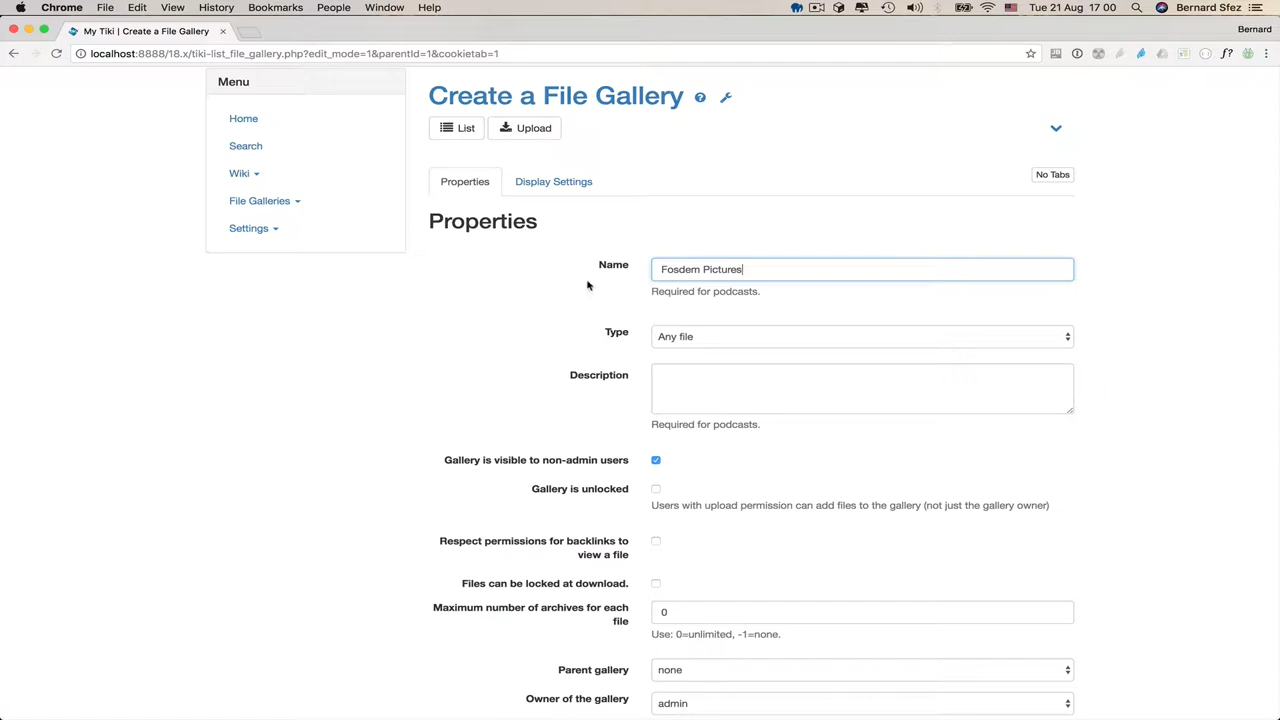 Chrome File Edit View History Bookmarks People Window Help
Tue 21 Aug 17 00 Bernard Sfez
My Tiki | Create a File Gallery
Bernard
localhost:8888/18.x/tiki-list_file_gallery.php?edit_mode=1&parentId=1&cookietab=1
Menu
Home
Search
Wiki
File Galleries
Settings
Create a File Gallery
List Upload
Properties Display Settings No Tabs
Properties
Name Fosdem Pictures
Required for podcasts.
Type Any file
Description
Required for podcasts.
Gallery is visible to non-admin users
Gallery is unlocked
Users with upload permission can add files to the gallery (not just the gallery owner)
Respect permissions for backlinks to
view a file
Files can be locked at download.
Maximum number of archives for each
file
0
Use: 0=unlimited, -1=none.
Parent gallery none
Owner of the gallery admin